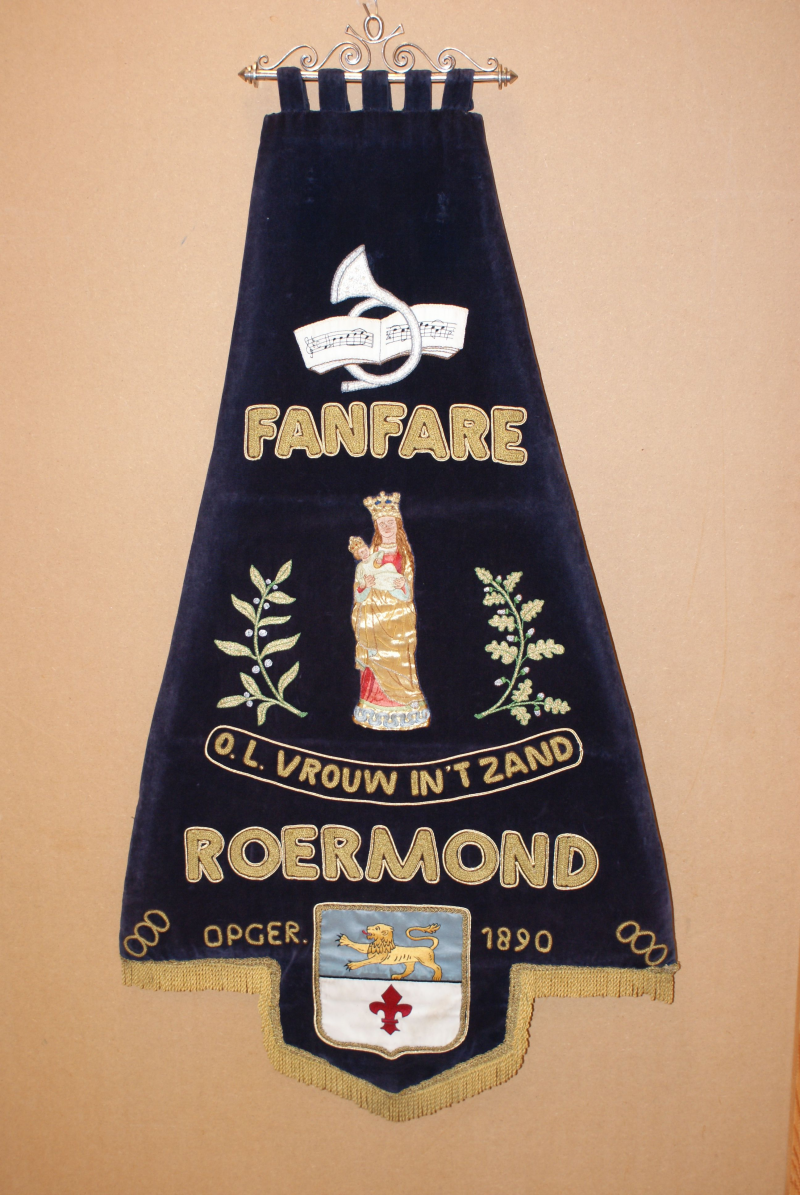 FANFARE
O. L. VROUW IN'T ZAND
ROERMOND
OPGER. 1890